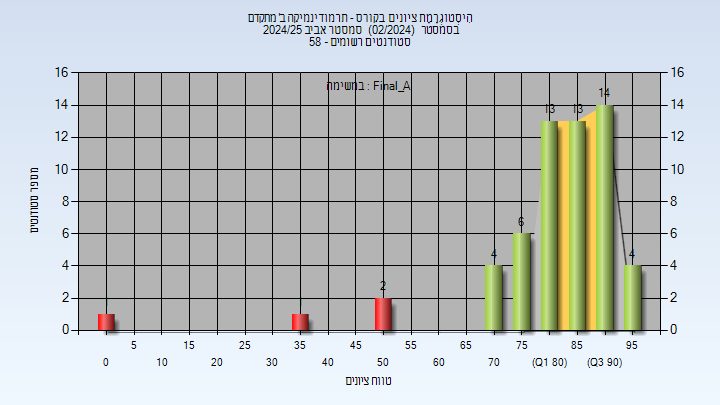 היסטוגרמת ציונים בקורס - תרמודינמיקה ב' מתקדם
בסמסטר (02/2024) סמסטר אביב 2024/25
סטודנטים רשומים - 58
במשימה : Final_A
מספר סטודנטים
16 16
14 14
12 12
10 10
8 8
6 6
4 4
2 2
0 0
2 4 6 13 13 14 4
5 15 25 35 45 55 65 75 85 95
0 10 20 30 40 50 60 70 (Q1 80) (Q3 90)
טווח ציונים